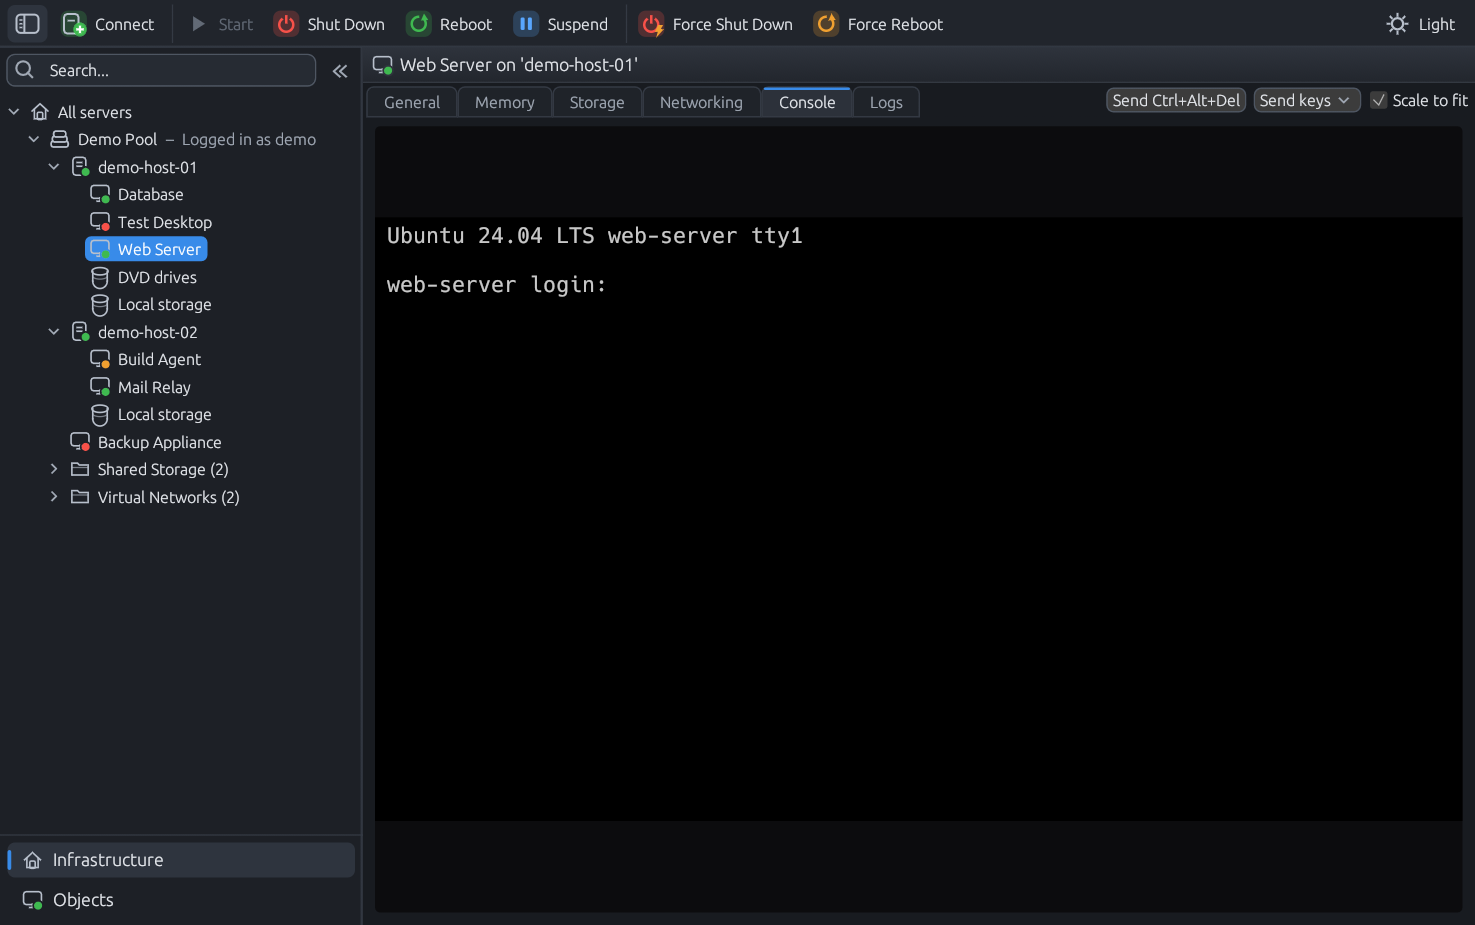 Connect Start Shut Down Reboot Suspend Force Shut Down Force Reboot Light
Search...
All servers
Demo Pool – Logged in as demo
demo-host-01
Database
Test Desktop
Web Server
DVD drives
Local storage
demo-host-02
Build Agent
Mail Relay
Local storage
Backup Appliance
Shared Storage (2)
Virtual Networks (2)
Infrastructure
Objects
Web Server on 'demo-host-01'
General Memory Storage Networking Console Logs Send Ctrl+Alt+Del Send keys Scale to fit
Ubuntu 24.04 LTS web-server tty1
web-server login: